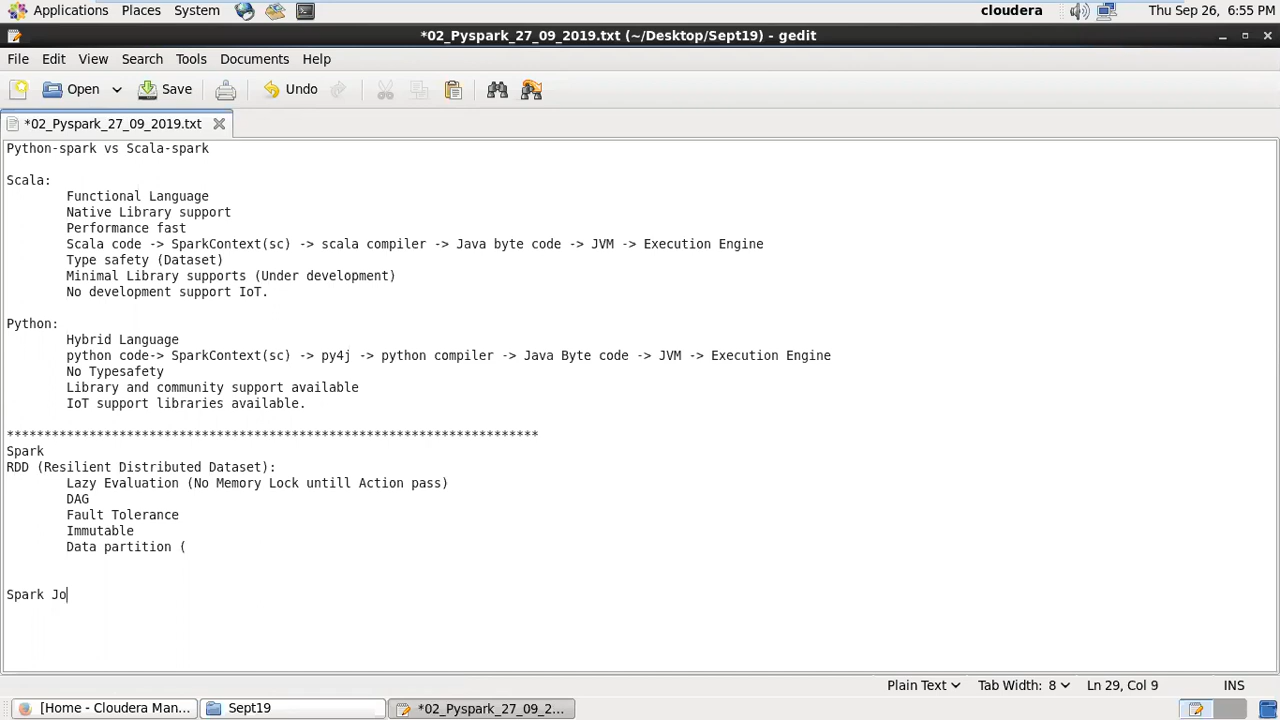 Applications Places System
cloudera
Thu Sep 26, 6:55 PM
*02_Pyspark_27_09_2019.txt (~/Desktop/Sept19) - gedit
File Edit View Search Tools Documents Help
Open Save Undo
*02_Pyspark_27_09_2019.txt
Python-spark vs Scala-spark
Scala:
Functional Language
Native Library support
Performance fast
Scala code -> SparkContext(sc) -> scala compiler -> Java byte code -> JVM -> Execution Engine
Type safety (Dataset)
Minimal Library supports (Under development)
No development support IoT.
Python:
Hybrid Language
python code-> SparkContext(sc) -> py4j -> python compiler -> Java Byte code -> JVM -> Execution Engine
No Typesafety
Library and community support available
IoT support libraries available.
***********************************************************************
Spark
RDD (Resilient Distributed Dataset):
Lazy Evaluation (No Memory Lock untill Action pass)
DAG
Fault Tolerance
Immutable
Data partition (
Spark Jo
Plain Text Tab Width: 8 Ln 29, Col 9 INS
[Home - Cloudera Man... Sept19 *02_Pyspark_27_09_2...